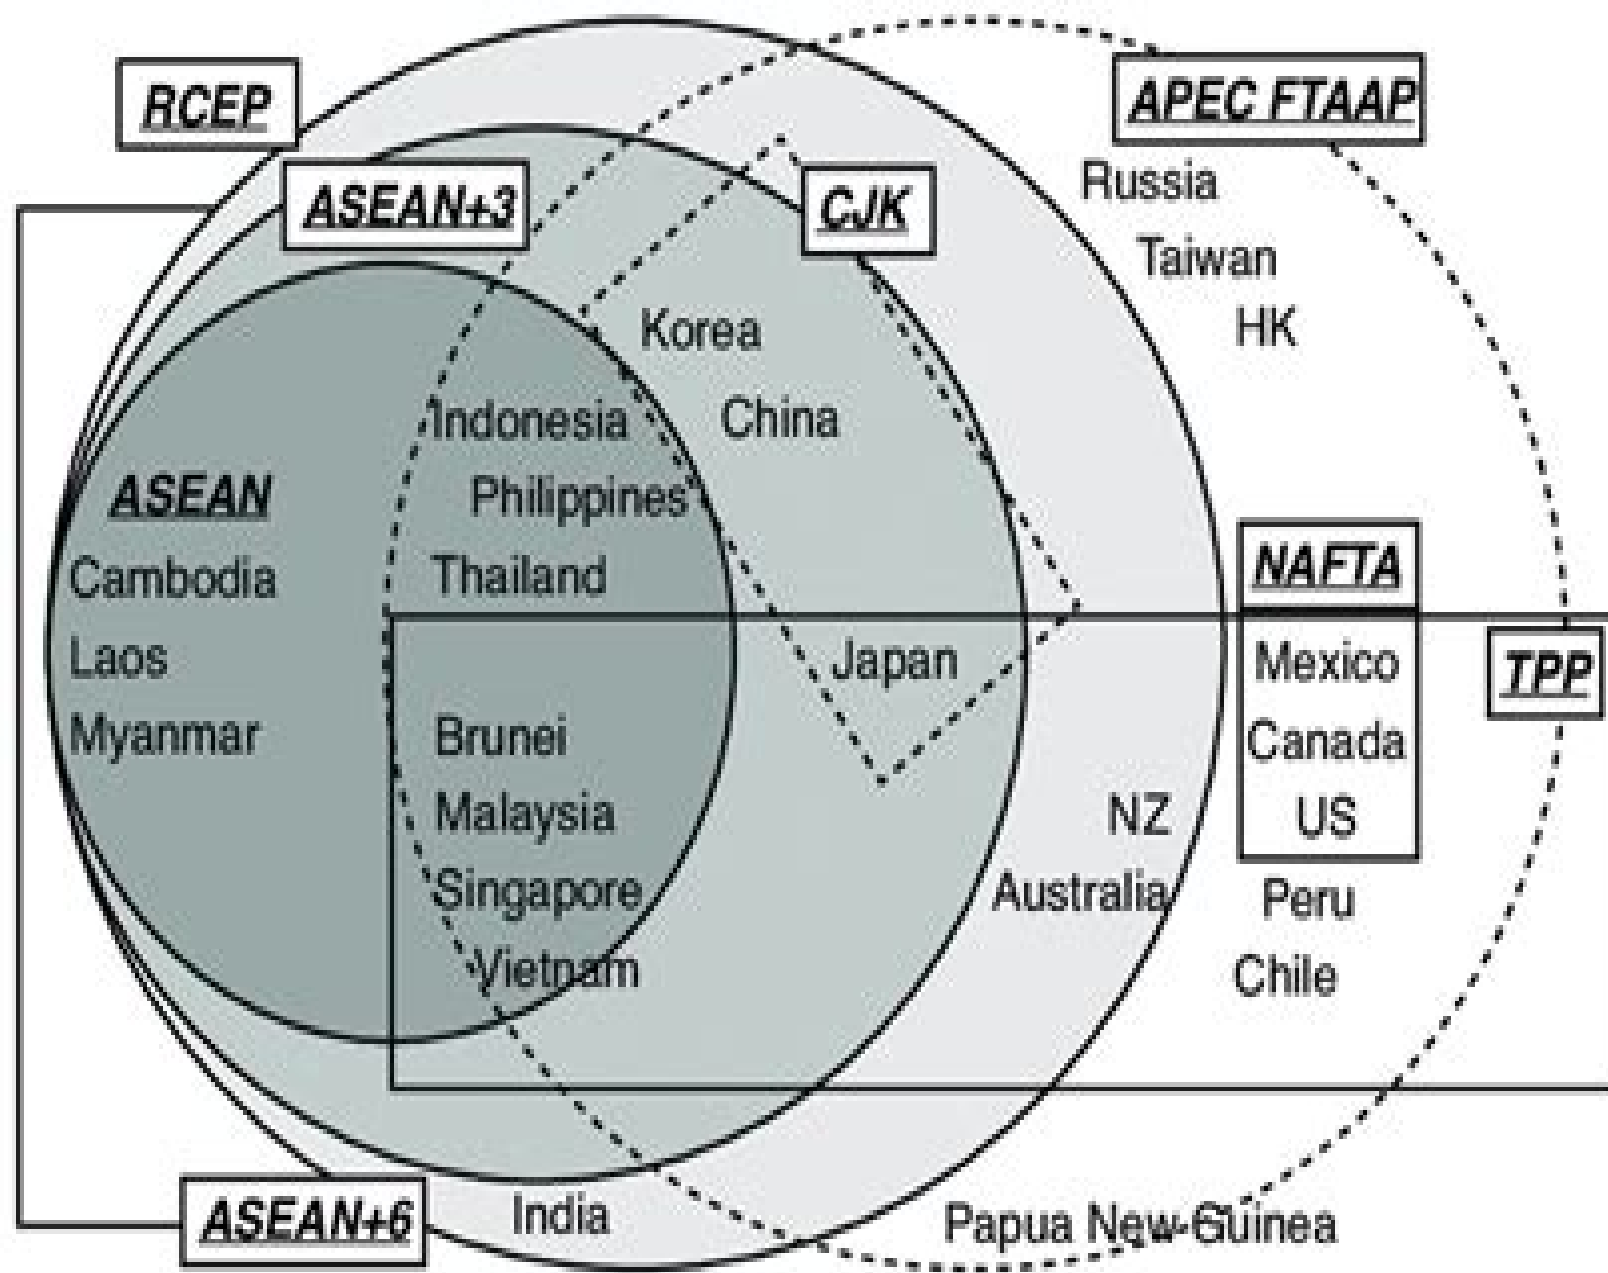 RCEP
APEC FTAAP
ASEAN+3
CJK
Russia
Taiwan
HK
Korea
China
Indonesia
Philippines
Thailand
ASEAN
Cambodia
Laos
Myanmar
Brunei
Malaysia
Singapore
Vietnam
Japan
NZ
Australia
NAFTA
Mexico
Canada
US
Peru
Chile
TPP
ASEAN+6
India
Papua New Guinea